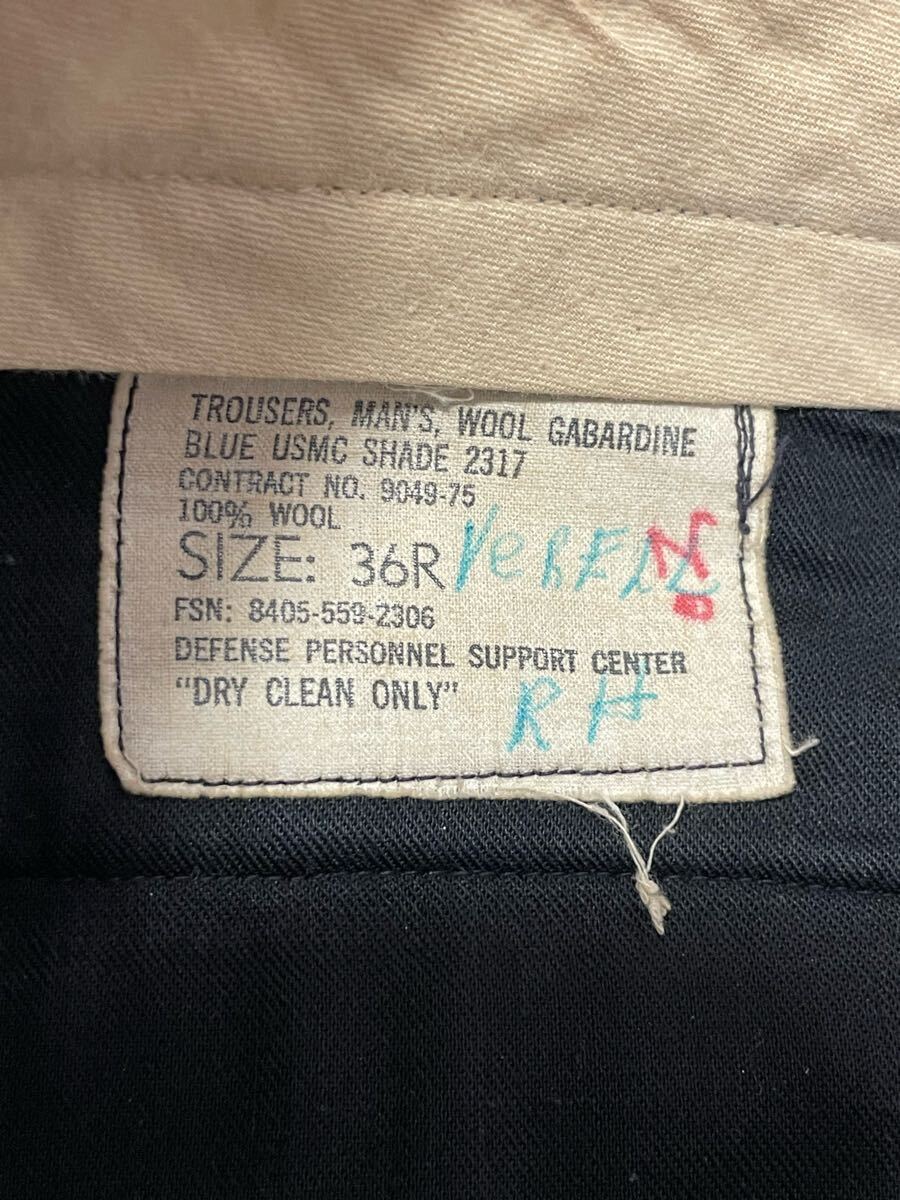 TROUSERS, MAN'S, WOOL GABARDINE
BLUE USMC SHADE 2317
CONTRACT NO. 9049-75
100% WOOL
SIZE: 36R
FSN: 8405-559-2306
DEFENSE PERSONNEL SUPPORT CENTER
"DRY CLEAN ONLY" RH